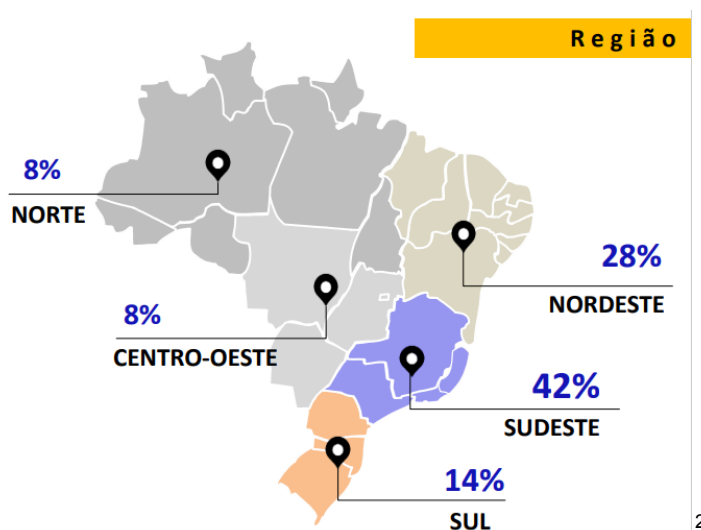 Região
8%
NORTE
28%
NORDESTE
8%
CENTRO-OESTE
42%
SUDESTE
14%
SUL
2